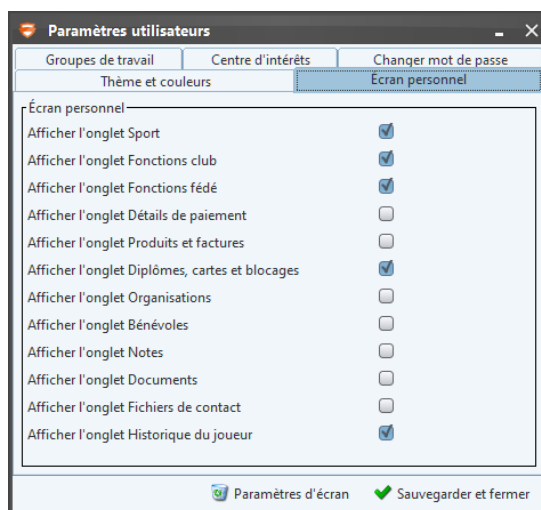 Paramètres utilisateurs
Groupes de travail
Centre d'intérêts
Changer mot de passe
Thème et couleurs
Écran personnel
Écran personnel
Afficher l'onglet Sport
Afficher l'onglet Fonctions club
Afficher l'onglet Fonctions fédé
Afficher l'onglet Détails de paiement
Afficher l'onglet Produits et factures
Afficher l'onglet Diplômes, cartes et blocages
Afficher l'onglet Organisations
Afficher l'onglet Bénévoles
Afficher l'onglet Notes
Afficher l'onglet Documents
Afficher l'onglet Fichiers de contact
Afficher l'onglet Historique du joueur
Paramètres d'écran
Sauvegarder et fermer